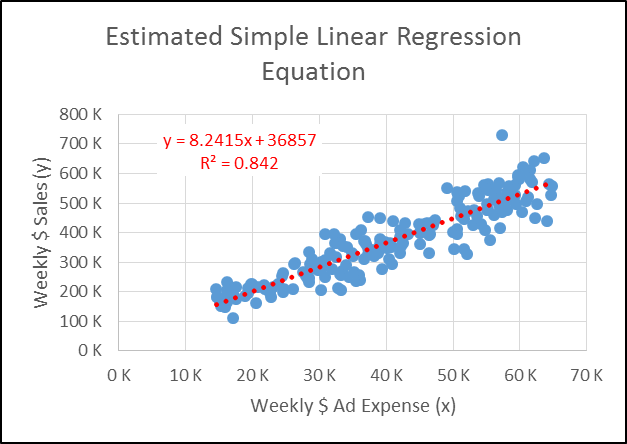 Estimated Simple Linear Regression
Equation
y = 8.2415x + 36857
R² = 0.842
Weekly $ Sales (y)
800 K
700 K
600 K
500 K
400 K
300 K
200 K
100 K
0 K
0 K 10 K 20 K 30 K 40 K 50 K 60 K 70 K
Weekly $ Ad Expense (x)